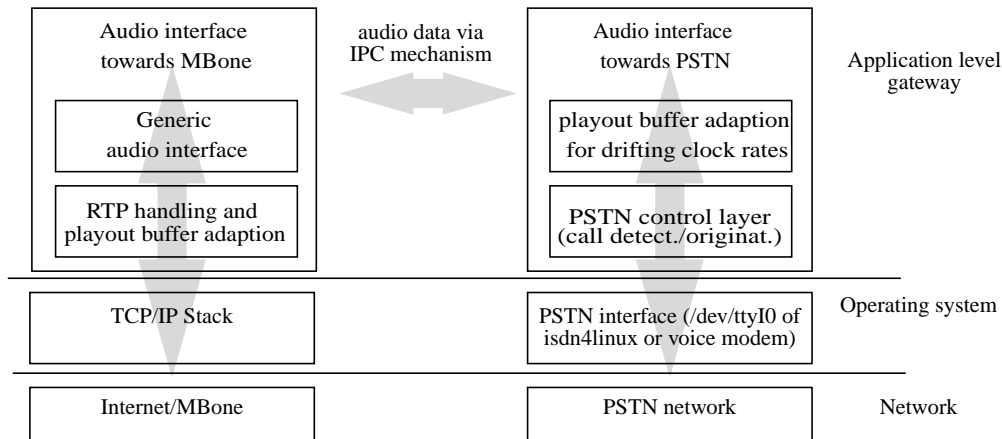 Audio interface
towards MBone
audio data via
IPC mechanism
Audio interface
towards PSTN
Application level
gateway
Generic
audio interface
playout buffer adaption
for drifting clock rates
RTP handling and
playout buffer adaption
PSTN control layer
(call detect./originat.)
TCP/IP Stack
PSTN interface (/dev/ttyI0 of
isdn4linux or voice modem)
Operating system
Internet/MBone
PSTN network
Network